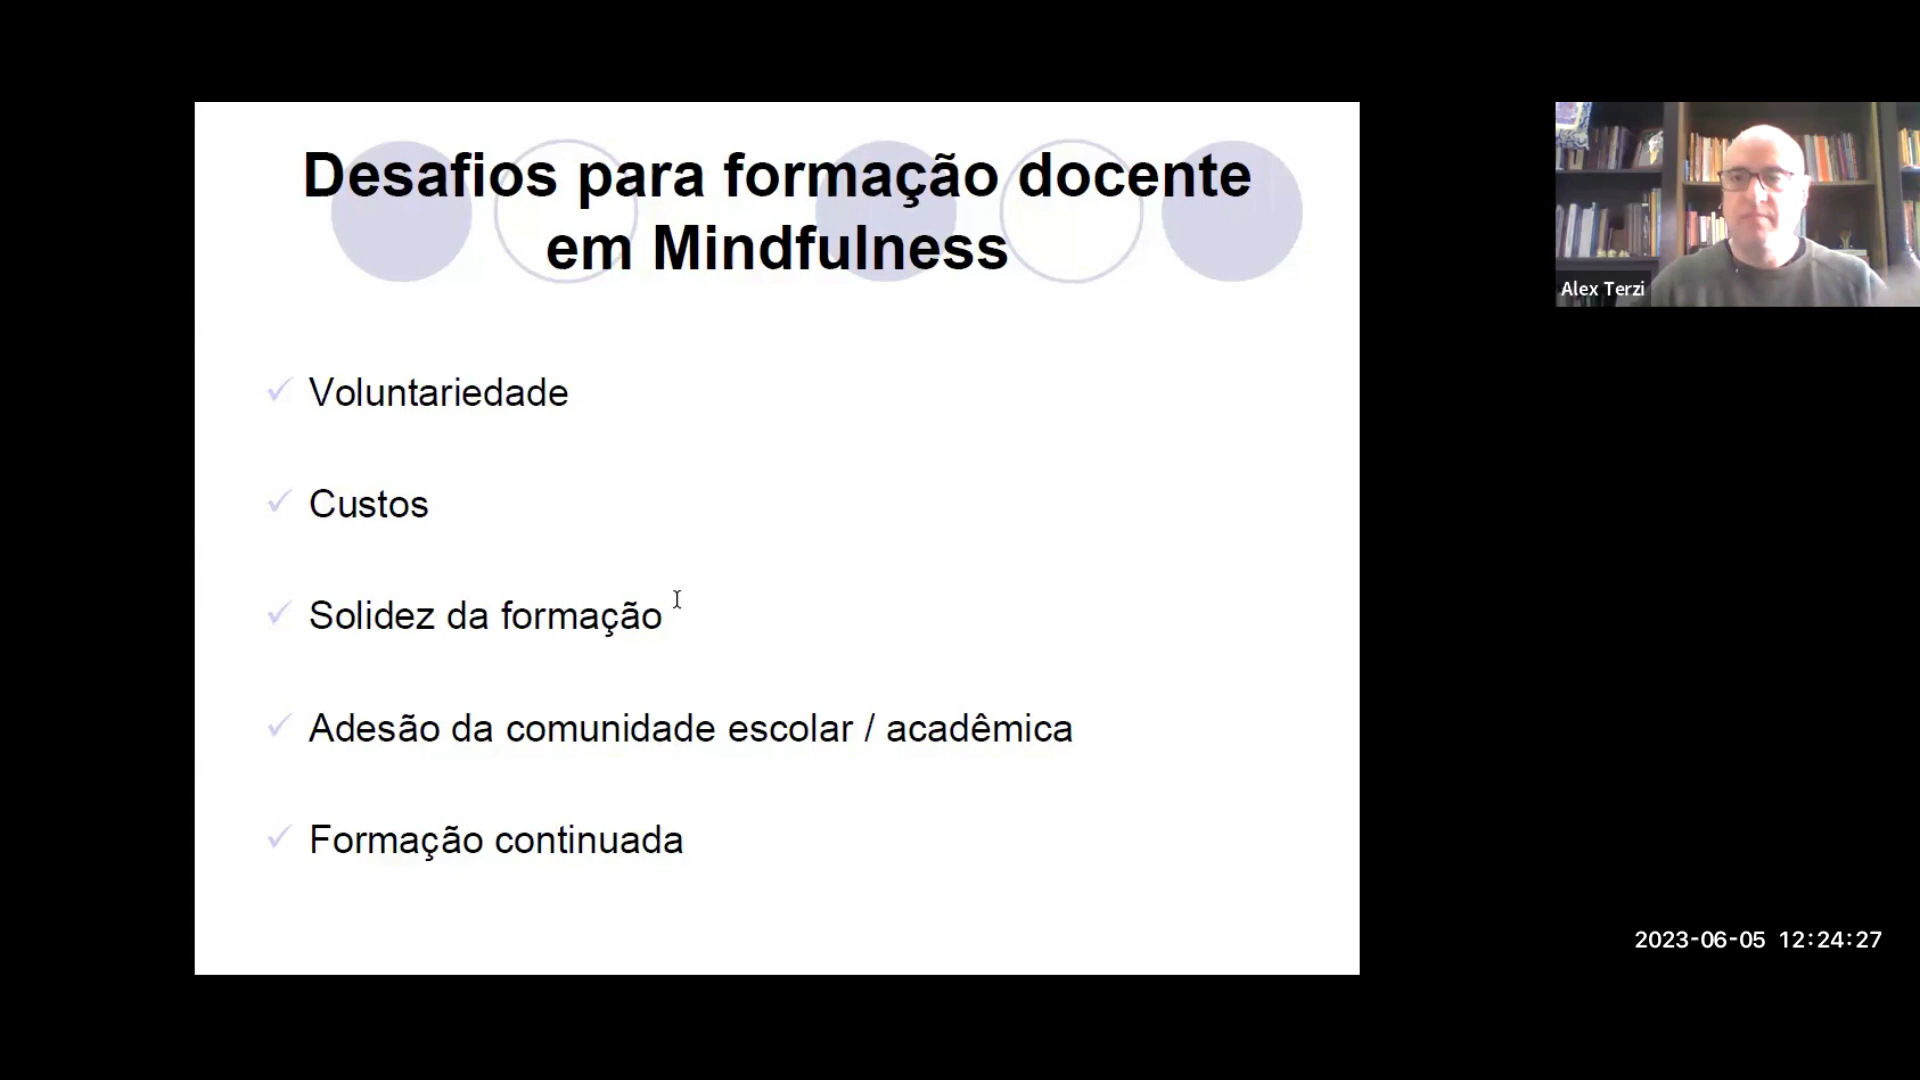 Desafios para formação docente
em Mindfulness
Voluntariedade
Custos
Solidez da formação
Adesão da comunidade escolar / acadêmica
Formação continuada
Alex Terzi
2023-06-05 12:24:27